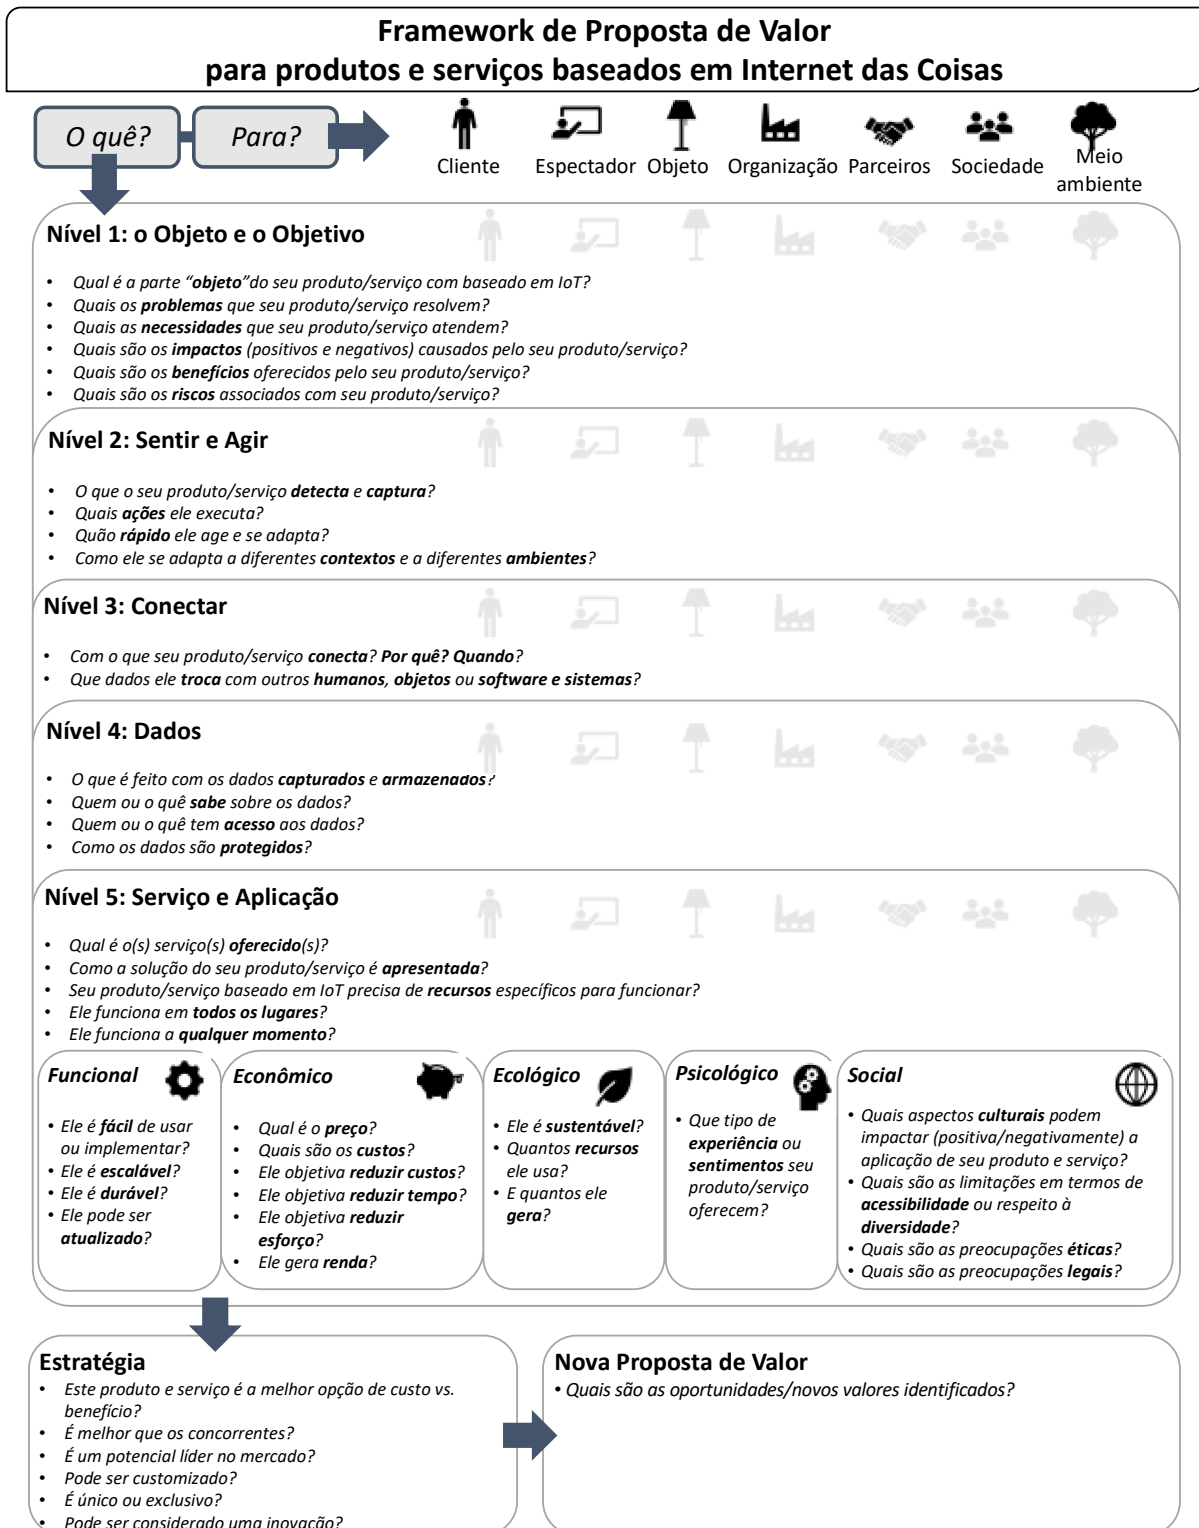 Framework de Proposta de Valor
para produtos e serviços baseados em Internet das Coisas
O quê?
Para?
Cliente
Espectador
Objeto
Organização
Parceiros
Sociedade
Meio
ambiente
Nível 1: o Objeto e o Objetivo
• Qual é a parte “objeto”do seu produto/serviço com baseado em IoT?
• Quais os problemas que seu produto/serviço resolvem?
• Quais as necessidades que seu produto/serviço atendem?
• Quais são os impactos (positivos e negativos) causados pelo seu produto/serviço?
• Quais são os benefícios oferecidos pelo seu produto/serviço?
• Quais são os riscos associados com seu produto/serviço?
Nível 2: Sentir e Agir
• O que o seu produto/serviço detecta e captura?
• Quais ações ele executa?
• Quão rápido ele age e se adapta?
• Como ele se adapta a diferentes contextos e a diferentes ambientes?
Nível 3: Conectar
• Com o que seu produto/serviço conecta? Por quê? Quando?
• Que dados ele troca com outros humanos, objetos ou software e sistemas?
Nível 4: Dados
• O que é feito com os dados capturados e armazenados?
• Quem ou o quê sabe sobre os dados?
• Quem ou o quê tem acesso aos dados?
• Como os dados são protegidos?
Nível 5: Serviço e Aplicação
• Qual é o(s) serviço(s) oferecido(s)?
• Como a solução do seu produto/serviço é apresentada?
• Seu produto/serviço baseado em IoT precisa de recursos específicos para funcionar?
• Ele funciona em todos os lugares?
• Ele funciona a qualquer momento?
Funcional
• Ele é fácil de usar
ou implementar?
• Ele é escalável?
• Ele é durável?
• Ele pode ser
atualizado?
Econômico
• Qual é o preço?
• Quais são os custos?
• Ele objetiva reduzir custos?
• Ele objetiva reduzir tempo?
• Ele objetiva reduzir
esforço?
• Ele gera renda?
Ecológico
• Ele é sustentável?
• Quantos recursos
ele usa?
• E quantos ele
gera?
Psicológico
• Que tipo de
experiência ou
sentimentos seu
produto/serviço
oferecem?
Social
• Quais aspectos culturais podem
impactar (positiva/negativamente) a
aplicação de seu produto e serviço?
• Quais são as limitações em termos de
acessibilidade ou respeito à
diversidade?
• Quais são as preocupações éticas?
• Quais são as preocupações legais?
Estratégia
• Este produto e serviço é a melhor opção de custo vs.
benefício?
• É melhor que os concorrentes?
• É um potencial líder no mercado?
• Pode ser customizado?
• É único ou exclusivo?
• Pode ser considerado uma inovação?
Nova Proposta de Valor
• Quais são as oportunidades/novos valores identificados?